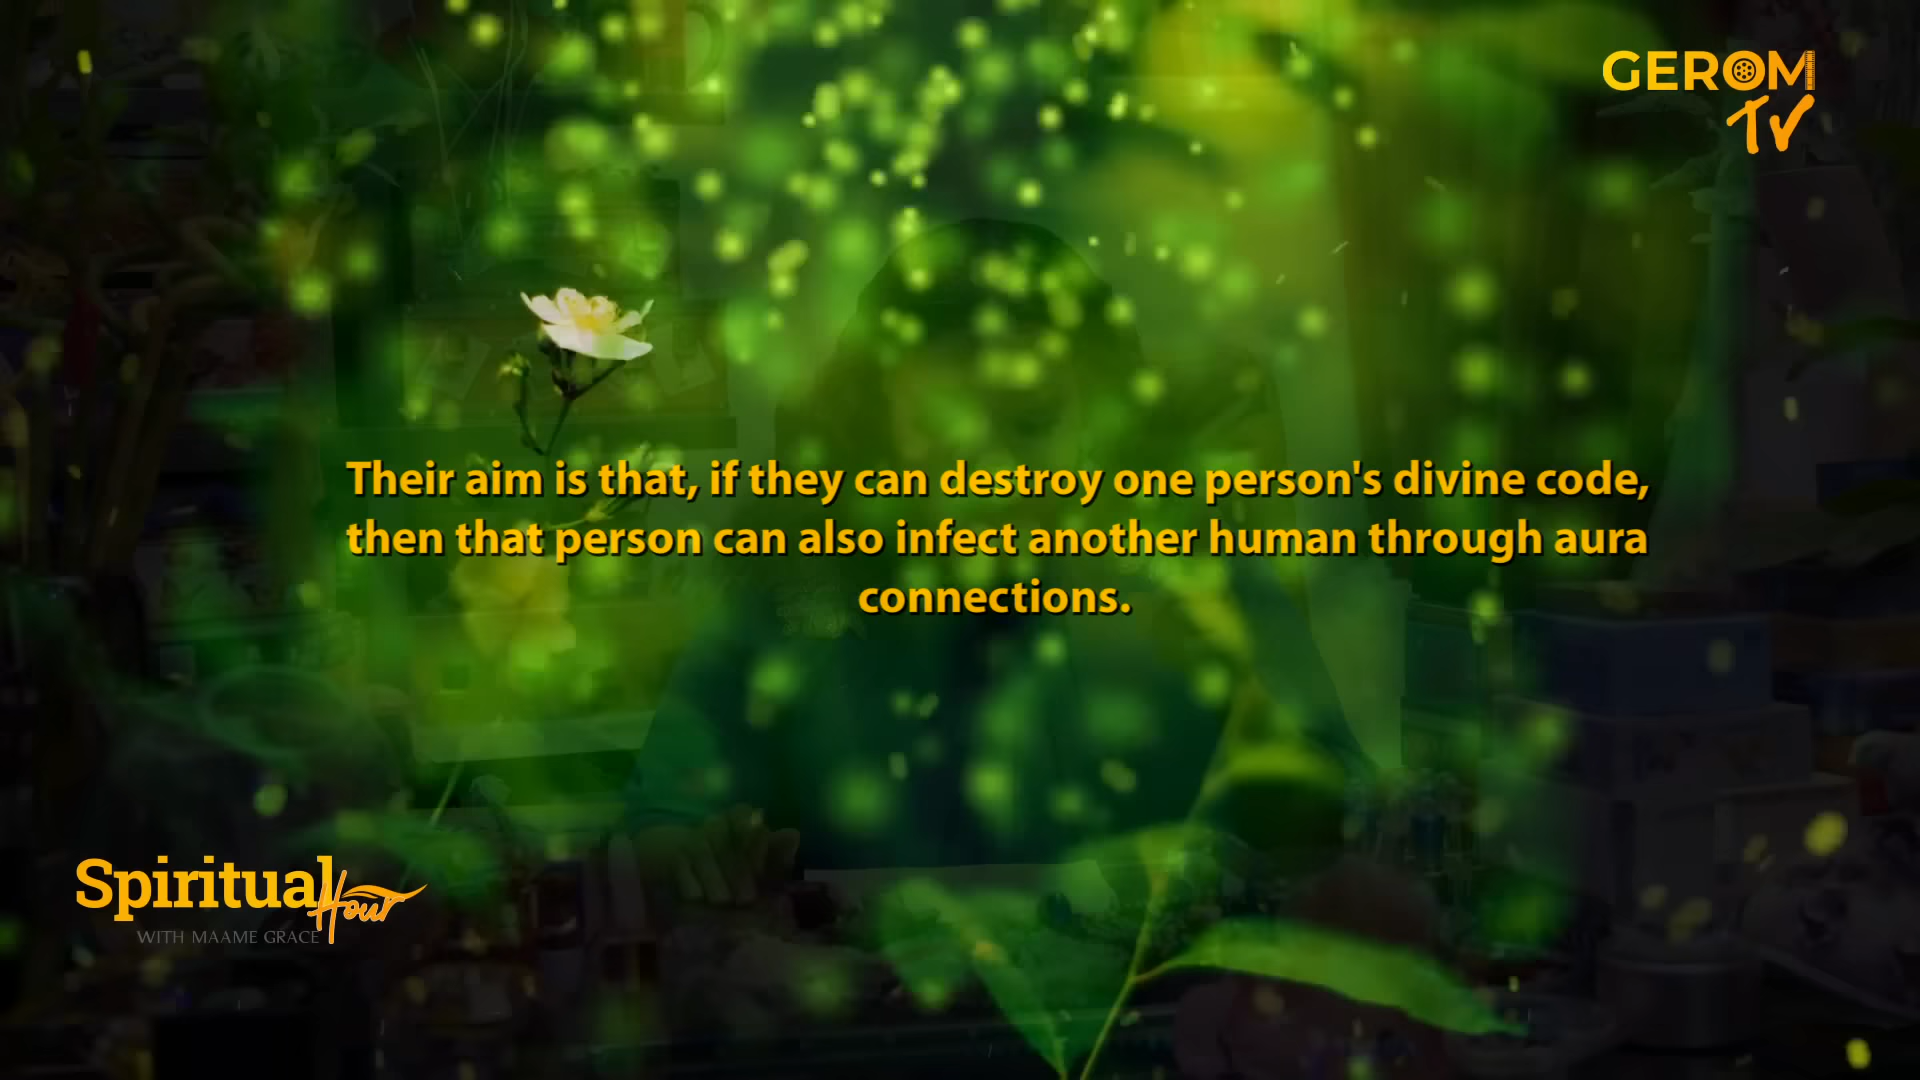 GEROM
TV
Their aim is that, if they can destroy one person's divine code,
then that person can also infect another human through aura
connections.
Spiritual
Hour
WITH MAAME GRACE